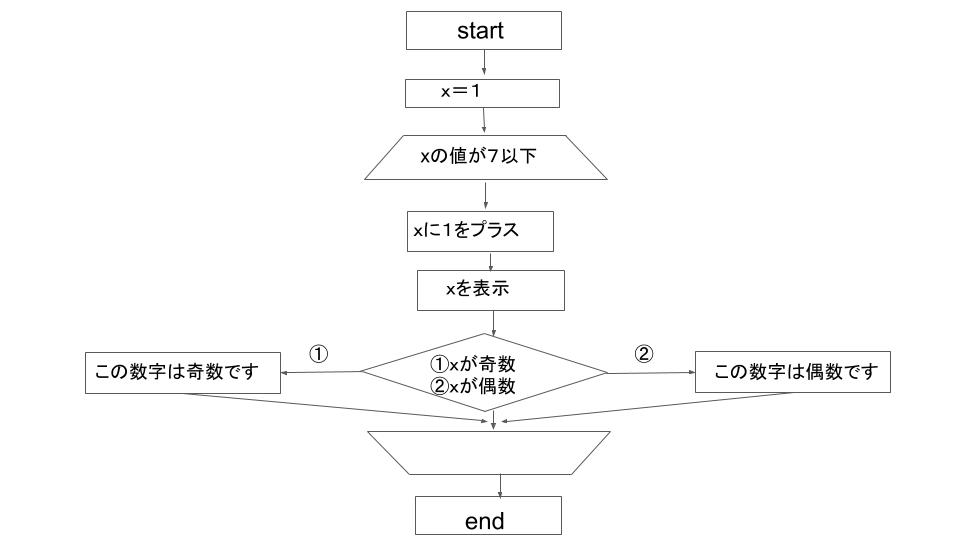 start
x＝1
xの値が７以下
xに１をプラス
xを表示
①
②
①xが奇数
②xが偶数
この数字は奇数です
この数字は偶数です
end